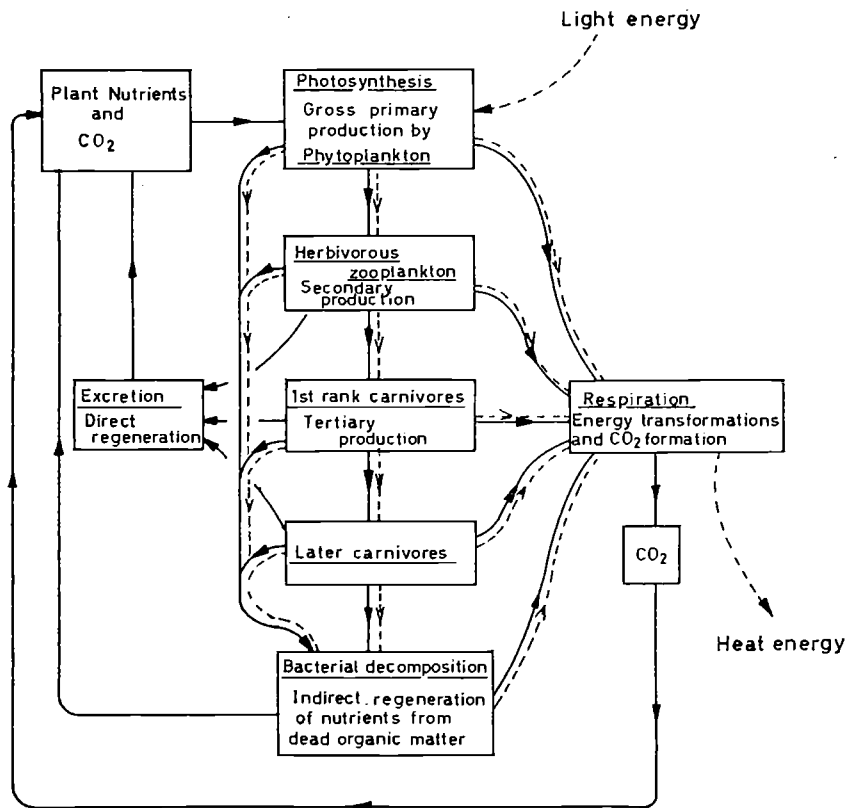 Light energy
Plant Nutrients
and
CO₂
Photosynthesis
Gross primary
production by
Phytoplankton
Herbivorous
zooplankton
Secondary
production
Excretion
Direct
regeneration
1st rank carnivores
Tertiary
production
Respiration
Energy transformations
and CO₂ formation
Later carnivores
CO₂
Heat energy
Bacterial decomposition
Indirect. regeneration
of nutrients from
dead organic matter